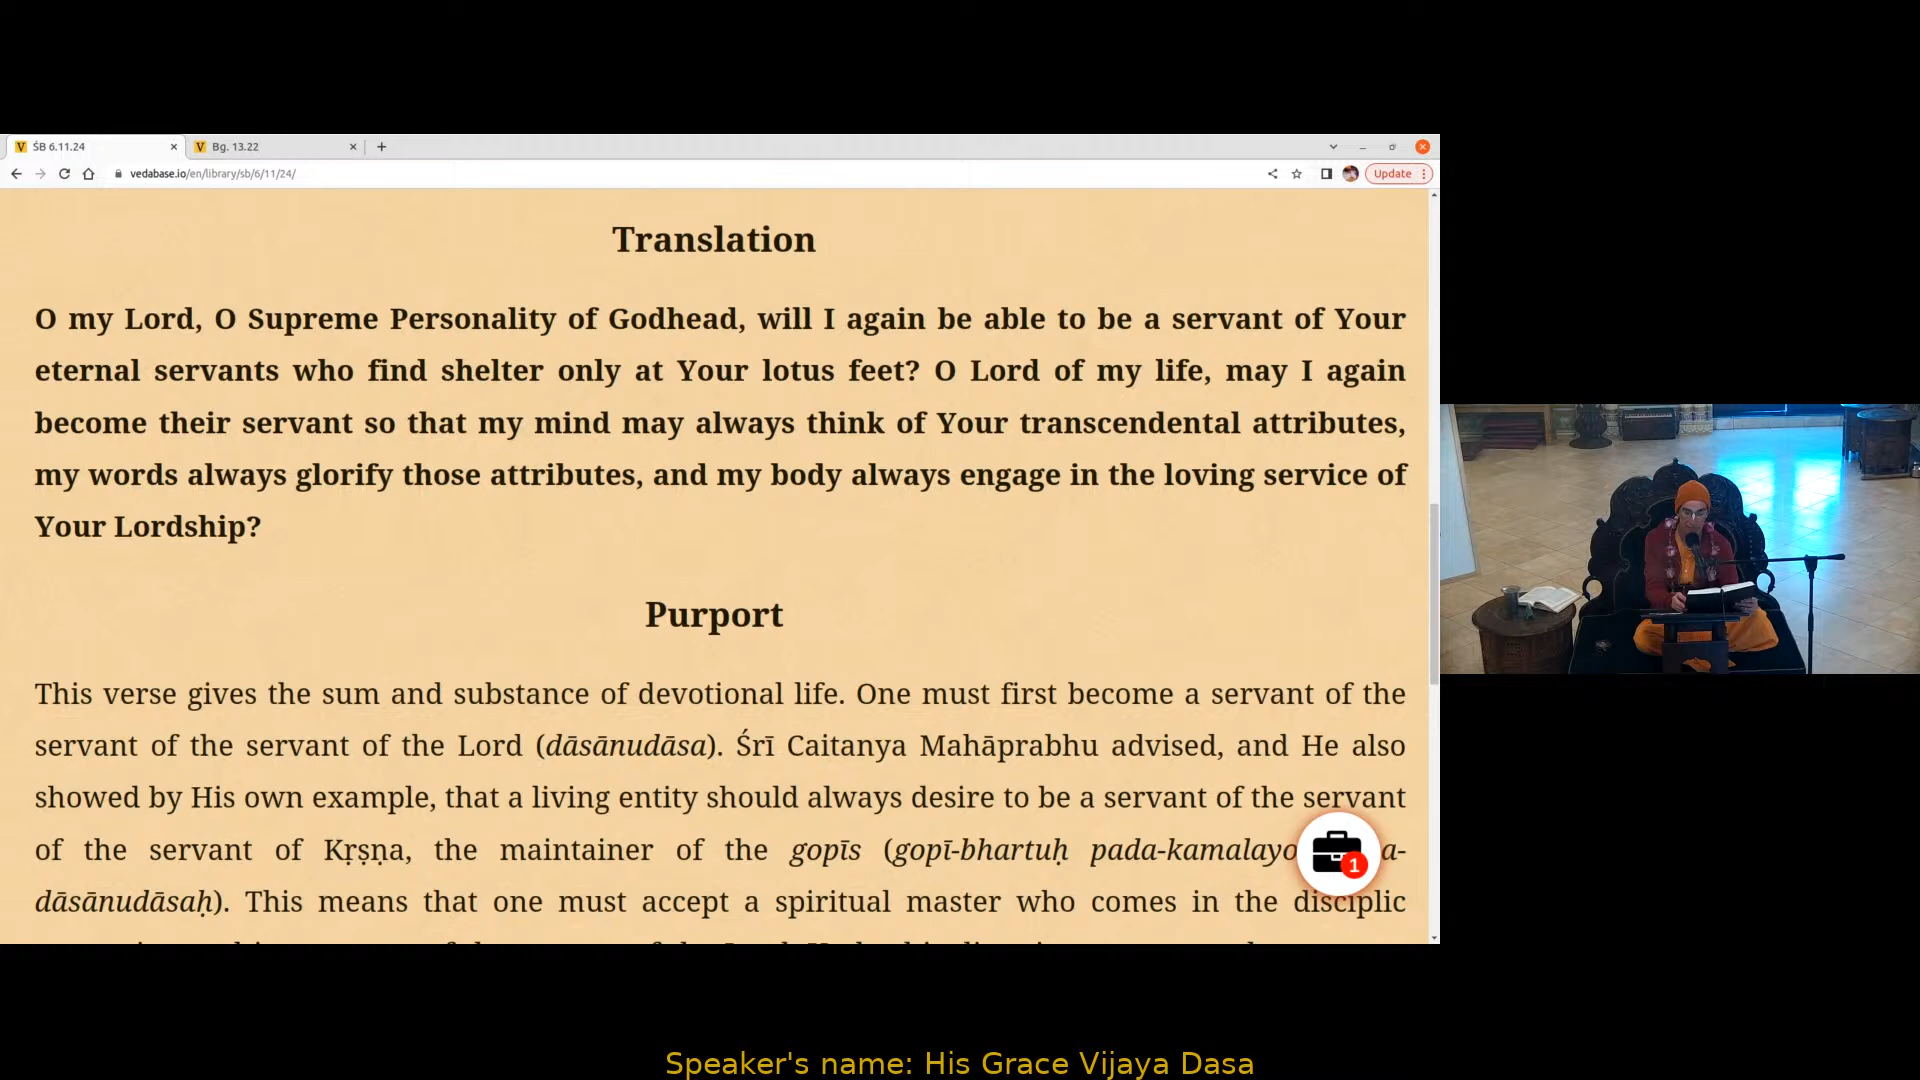 ŚB 6.11.24
Bg. 13.22
vedabase.io/en/library/sb/6/11/24/
Update
Translation
O my Lord, O Supreme Personality of Godhead, will I again be able to be a servant of Your
eternal servants who find shelter only at Your lotus feet? O Lord of my life, may I again
become their servant so that my mind may always think of Your transcendental attributes,
my words always glorify those attributes, and my body always engage in the loving service of
Your Lordship?
Purport
This verse gives the sum and substance of devotional life. One must first become a servant of the
servant of the servant of the Lord (dāsānudāsa). Śrī Caitanya Mahāprabhu advised, and He also
showed by His own example, that a living entity should always desire to be a servant of the servant
of the servant of Kṛṣṇa, the maintainer of the gopīs (gopī-bhartuḥ pada-kamalayo a-
dāsānudāsaḥ). This means that one must accept a spiritual master who comes in the disciplic
1
Speaker's name: His Grace Vijaya Dasa